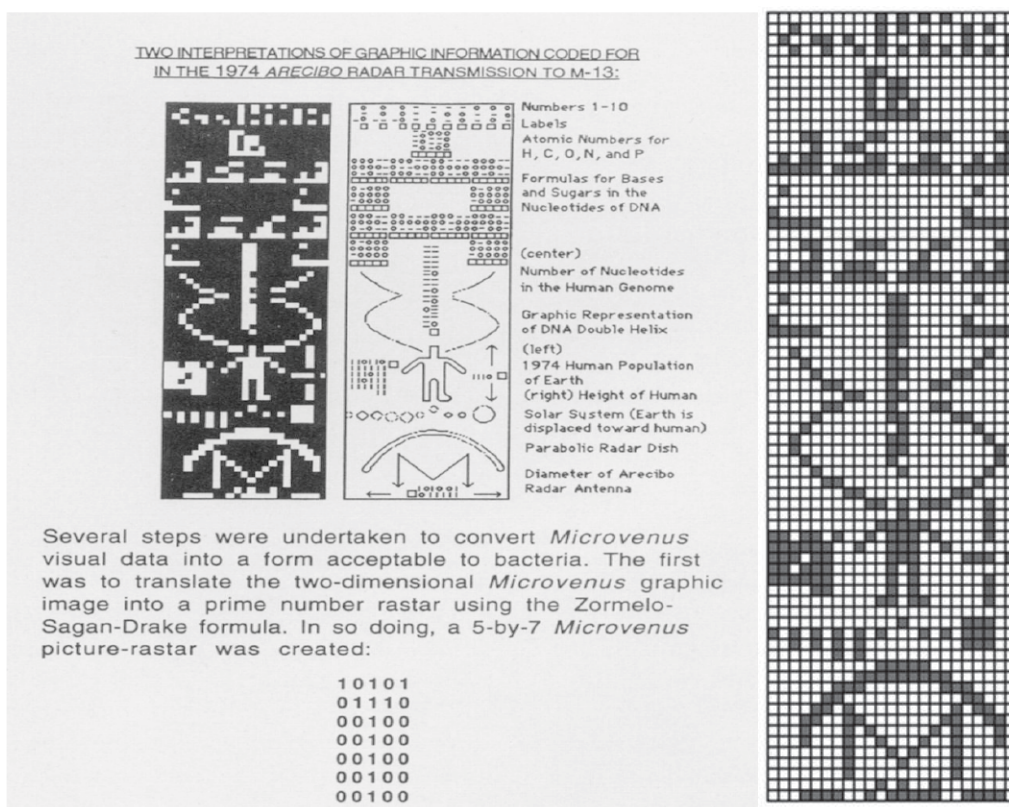 TWO INTERPRETATIONS OF GRAPHIC INFORMATION CODED FOR
IN THE 1974 ARECIBO RADAR TRANSMISSION TO M-13:
Numbers 1-10
Labels
Atomic Numbers for
H, C, O, N, and P
Formulas for Bases
and Sugars in the
Nucleotides of DNA
(center)
Number of Nucleotides
in the Human Genome
Graphic Representation
of DNA Double Helix
(left)
1974 Human Population
of Earth
(right) Height of Human
Solar System (Earth is
displaced toward human)
Parabolic Radar Dish
Diameter of Arecibo
Radar Antenna
Several steps were undertaken to convert Microvenus
visual data into a form acceptable to bacteria. The first
was to translate the two-dimensional Microvenus graphic
image into a prime number rastar using the Zormelo-
Sagan-Drake formula. In so doing, a 5-by-7 Microvenus
picture-rastar was created:
10101
01110
00100
00100
00100
00100
00100